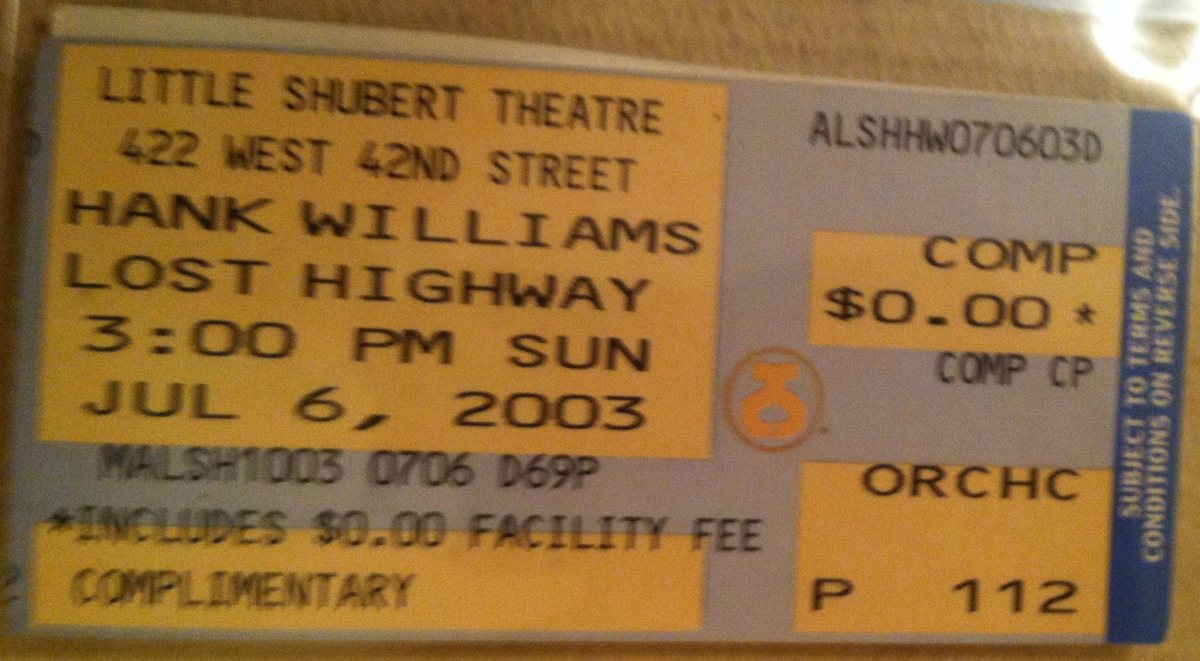 LITTLE SHUBERT THEATRE
422 WEST 42ND STREET
HANK WILLIAMS
LOST HIGHWAY
3:00 PM SUN
JUL 6, 2003
MALSH1003 0706 D69P
*INCLUDES $0.00 FACILITY FEE
COMPLIMENTARY
ALSHHW070603D
COMP
$0.00 *
COMP CP
ORCHC
P 112
SUBJECT TO TERMS AND
CONDITIONS ON REVERSE SIDE.